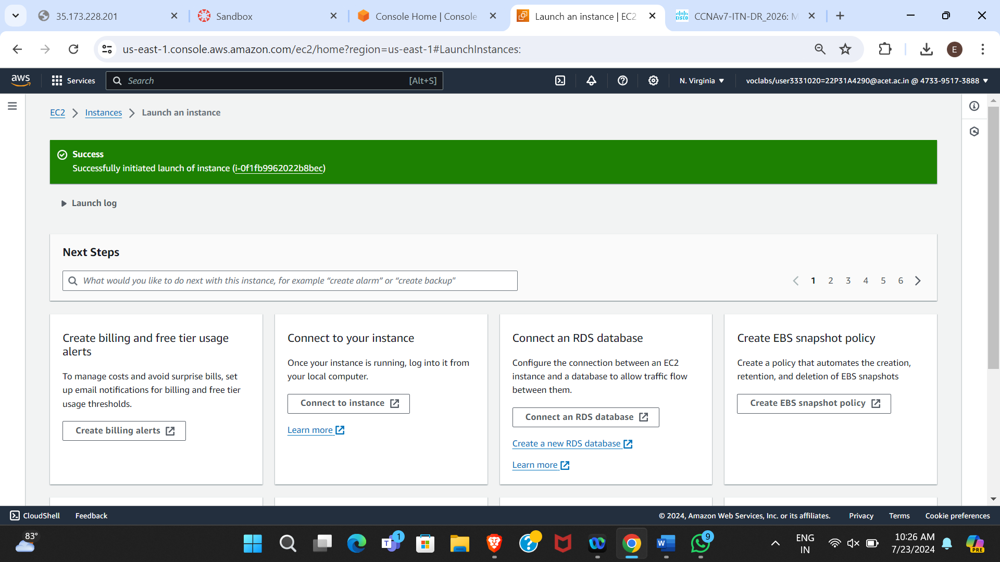 35.173.228.201
Sandbox
Console Home | Console
Launch an instance | EC2
CCNAv7-ITN-DR_2026: M
us-east-1.console.aws.amazon.com/ec2/home?region=us-east-1#LaunchInstances:
E
aws
Services
Search
[Alt+S]
N. Virginia
voclabs/user3331020=22P31A4290@acet.ac.in @ 4733-9517-3888
EC2
Instances
Launch an instance
Success
Successfully initiated launch of instance (i-0f1fb9962022b8bec)
Launch log
Next Steps
What would you like to do next with this instance, for example “create alarm” or “create backup"
1 2 3 4 5 6
Create billing and free tier usage
alerts
To manage costs and avoid surprise bills, set
up email notifications for billing and free tier
usage thresholds.
Create billing alerts
Connect to your instance
Once your instance is running, log into it from
your local computer.
Connect to instance
Learn more
Connect an RDS database
Configure the connection between an EC2
instance and a database to allow traffic flow
between them.
Connect an RDS database
Create a new RDS database
Learn more
Create EBS snapshot policy
Create a policy that automates the creation,
retention, and deletion of EBS snapshots
Create EBS snapshot policy
CloudShell
Feedback
© 2024, Amazon Web Services, Inc. or its affiliates.
Privacy
Terms
Cookie preferences
83°
1
9
ENG
IN
10:26 AM
7/23/2024
PRE